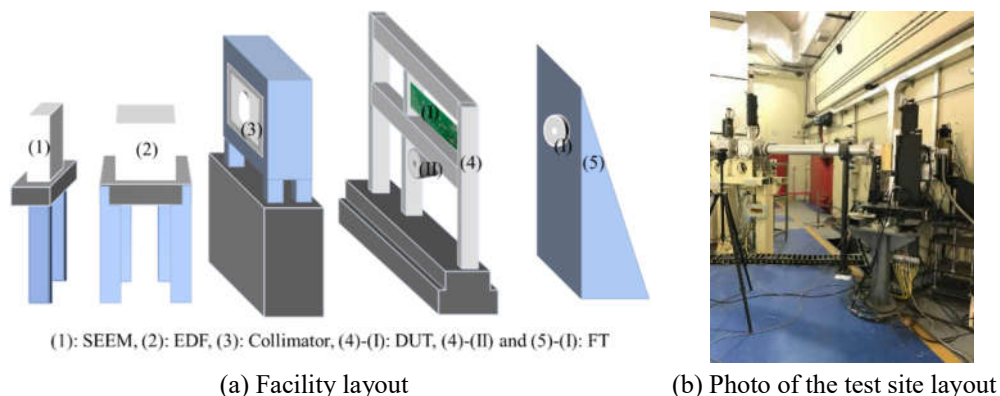 (1)
(2)
(3)
(I)
(II)
(4)
(I)
(5)
(1): SEEM, (2): EDF, (3): Collimator, (4)-(I): DUT, (4)-(II) and (5)-(I): FT
(a) Facility layout
(b) Photo of the test site layout